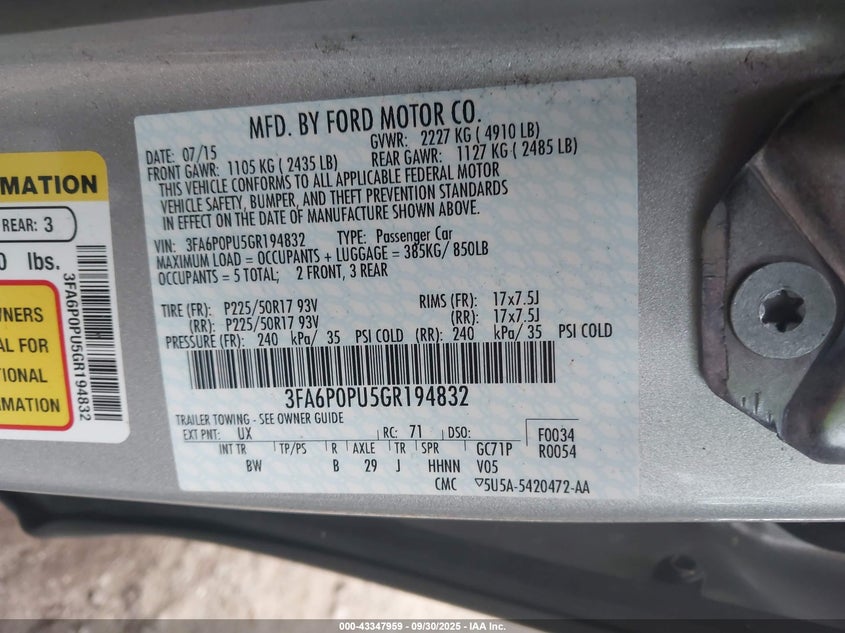 RMATION
REAR: 3
0 lbs.
WNERS
AL FOR
TIONAL
RMATION
3FA6P0PU5GR194832
MFD. BY FORD MOTOR CO.
DATE: 07/15 GVWR: 2227 KG ( 4910 LB)
FRONT GAWR: 1105 KG ( 2435 LB) REAR GAWR: 1127 KG ( 2485 LB)
THIS VEHICLE CONFORMS TO ALL APPLICABLE FEDERAL MOTOR
VEHICLE SAFETY, BUMPER, AND THEFT PREVENTION STANDARDS
IN EFFECT ON THE DATE OF MANUFACTURE SHOWN ABOVE.
VIN: 3FA6P0PU5GR194832 TYPE: Passenger Car
MAXIMUM LOAD = OCCUPANTS + LUGGAGE = 385KG/ 850LB
OCCUPANTS = 5 TOTAL; 2 FRONT, 3 REAR
TIRE (FR): P225/50R17 93V RIMS (FR): 17x7.5J
(RR): P225/50R17 93V (RR): 17x7.5J
PRESSURE (FR): 240 kPa/ 35 PSI COLD (RR): 240 kPa/ 35 PSI COLD
3FA6P0PU5GR194832
TRAILER TOWING - SEE OWNER GUIDE
EXT PNT: UX RC: 71 DSO: F0034
R0054
INT TR TP/PS R AXLE TR SPR GC71P
BW B 29 J HHNN V05
CMC ▽5U5A-5420472-AA
000-43347959 — 09/30/2025 — IAA Inc.